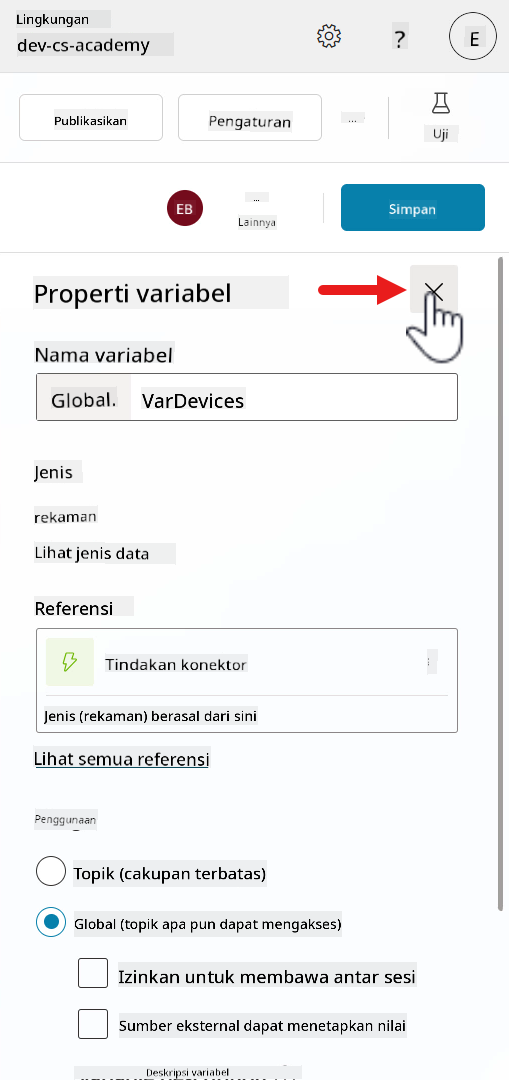 Lingkungan
dev-cs-academy
?
E
Publikasikan
Pengaturan
...
Uji
EB
...
Lainnya
Simpan
Properti variabel
Nama variabel
Global. VarDevices
Jenis
rekaman
Lihat jenis data
Referensi
Tindakan konektor
Jenis (rekaman) berasal dari sini
Lihat semua referensi
Penggunaan
Topik (cakupan terbatas)
Global (topik apa pun dapat mengakses)
Izinkan untuk membawa antar sesi
Sumber eksternal dapat menetapkan nilai
Deskripsi variabel